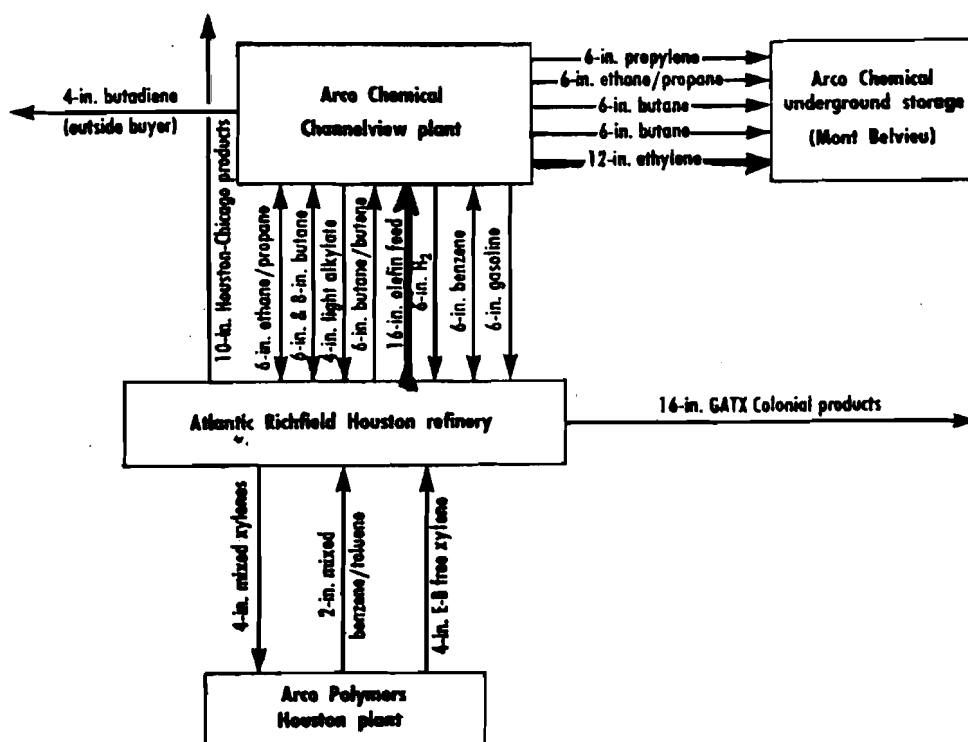 4-in. butadiene
(outside buyer)
10-in. Houston-Chicago products
Arco Chemical
Channelview plant
6-in. propylene
6-in. ethane/propane
6-in. butane
6-in. butane
12-in. ethylene
Arco Chemical
underground storage
(Mont Belvieu)
6-in. ethane/propane
6-in. & 8-in. butane
4-in. light alkylate
6-in. butane/butene
16-in. olefin feed
6-in. H₂
6-in. benzene
6-in. gasoline
Atlantic Richfield Houston refinery
16-in. GATX Colonial products
4-in. mixed xylenes
2-in. mixed
benzene/toluene
4-in. E-B free xylene
Arco Polymers
Houston plant